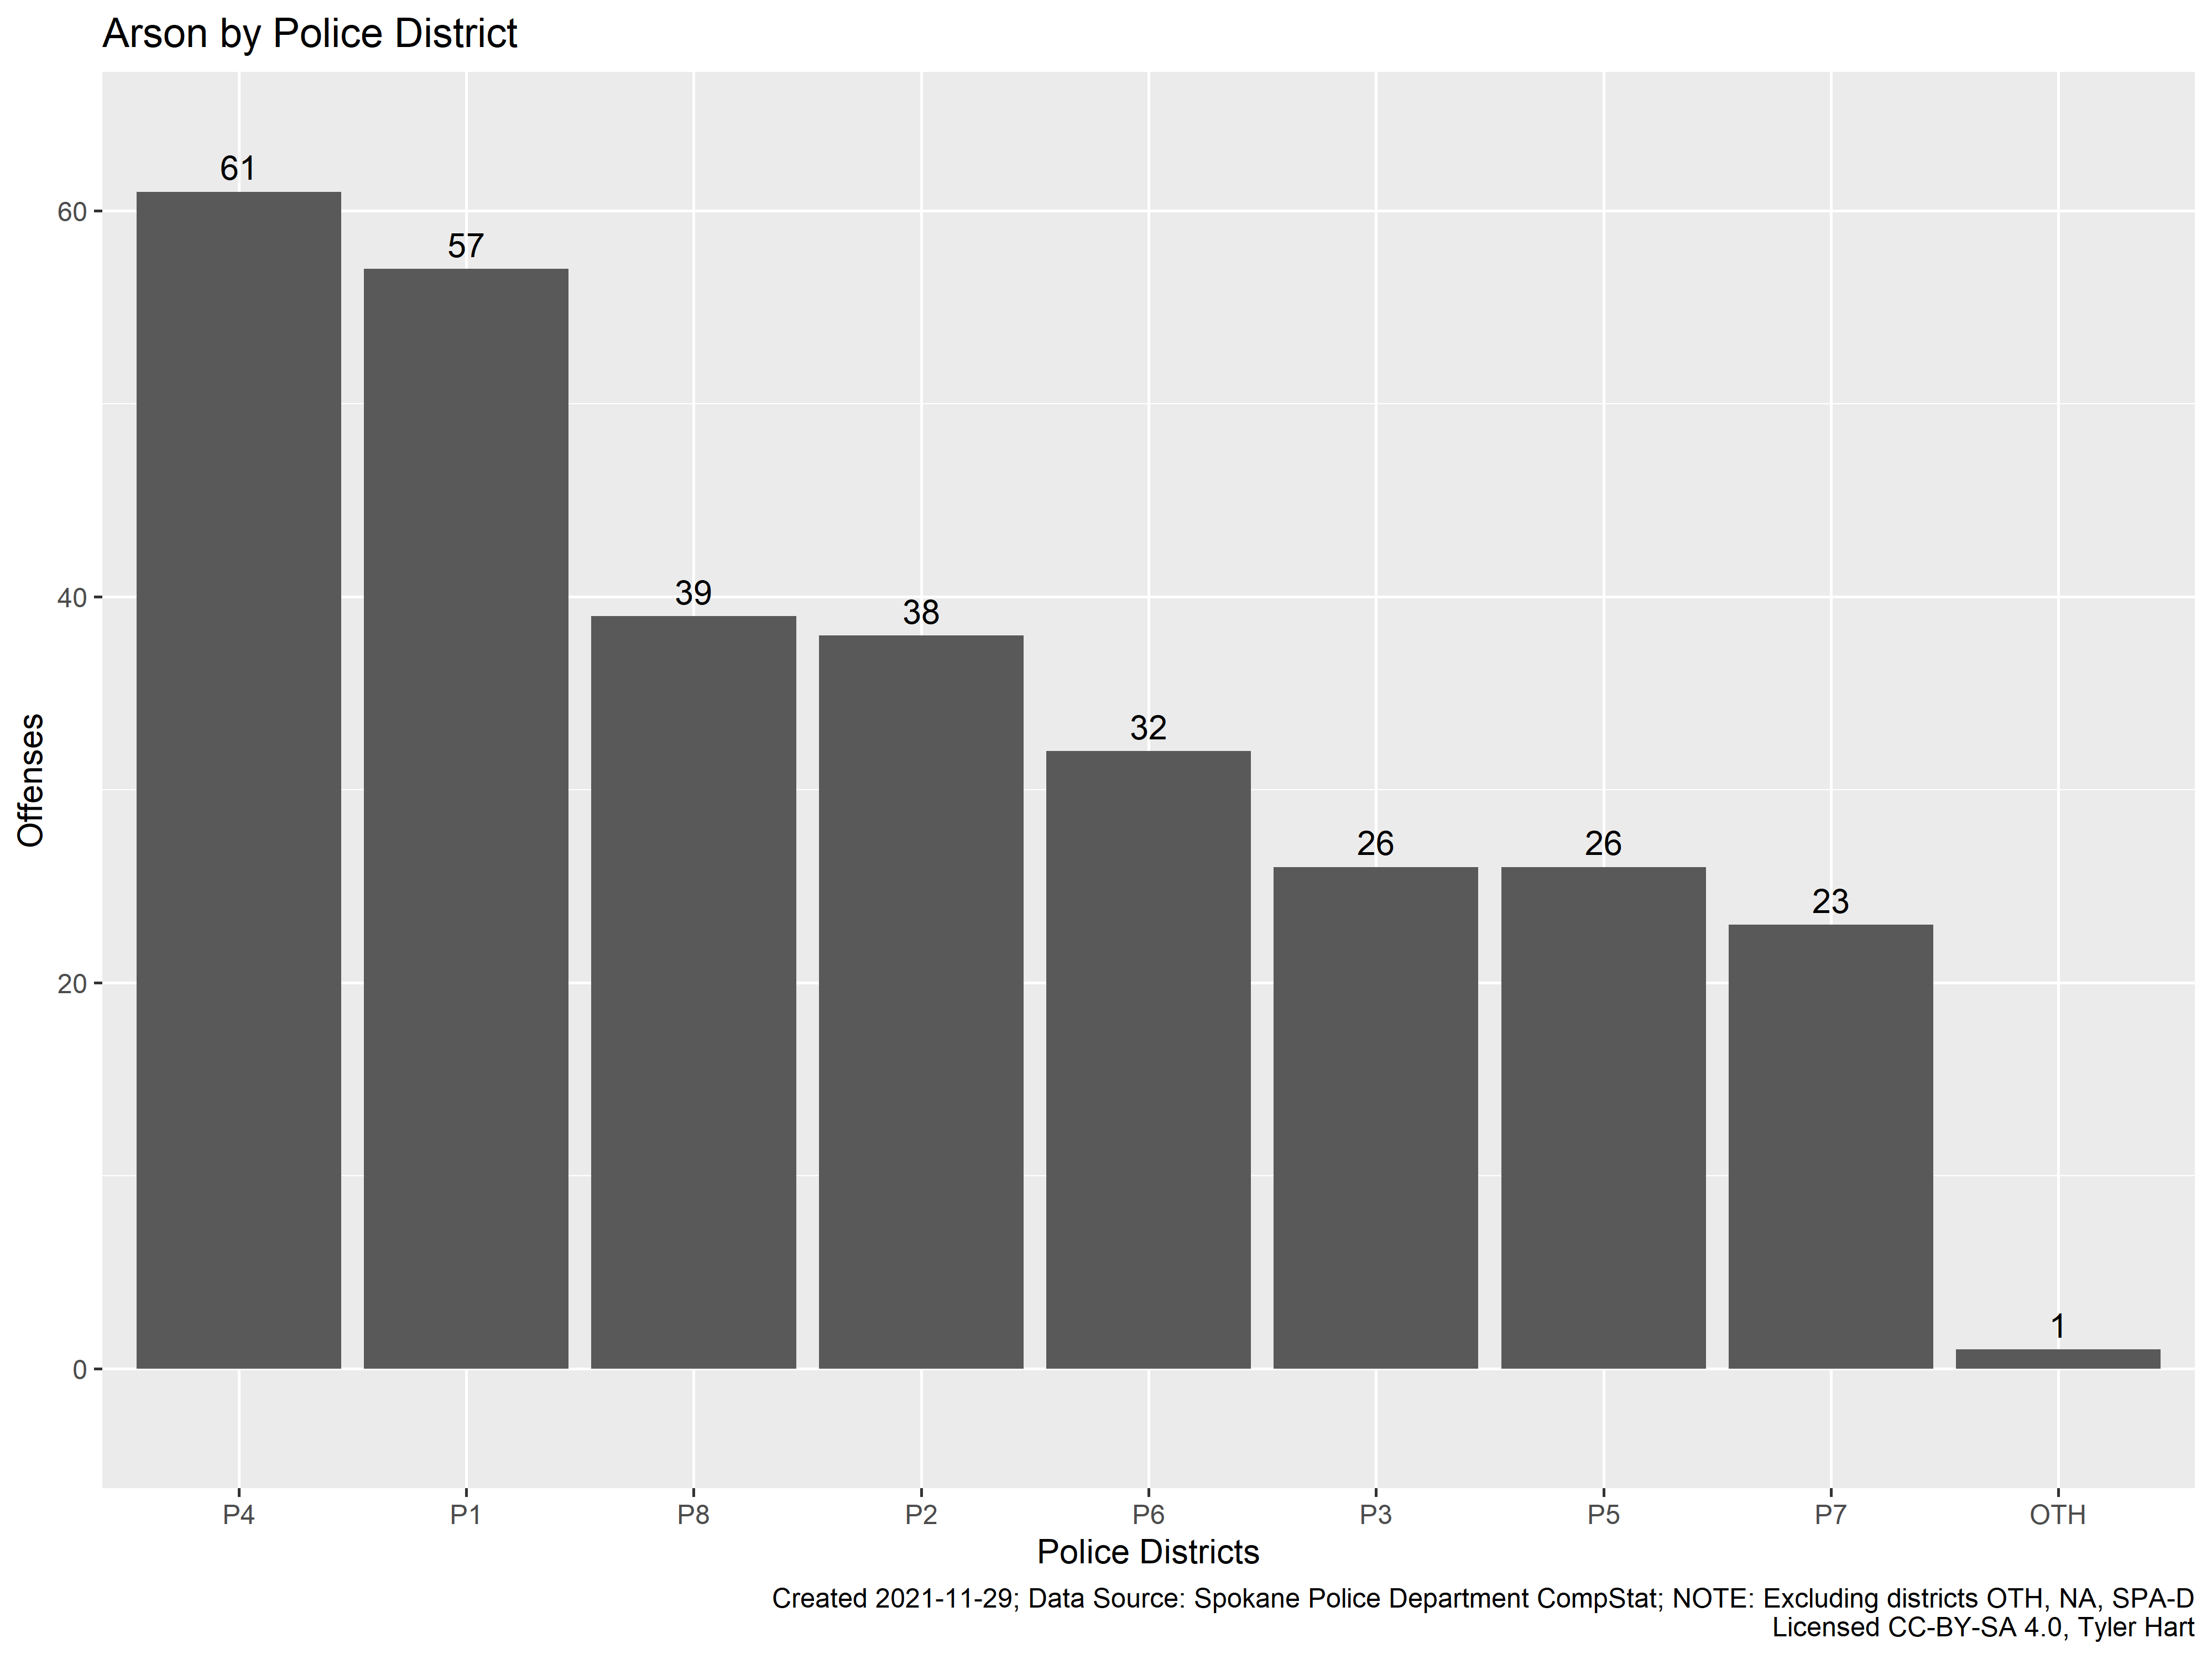 Arson by Police District
61
57
39
38
32
26
26
23
1
60
40
20
0
Offenses
P4 P1 P8 P2 P6 P3 P5 P7 OTH
Police Districts
Created 2021-11-29; Data Source: Spokane Police Department CompStat; NOTE: Excluding districts OTH, NA, SPA-D
Licensed CC-BY-SA 4.0, Tyler Hart